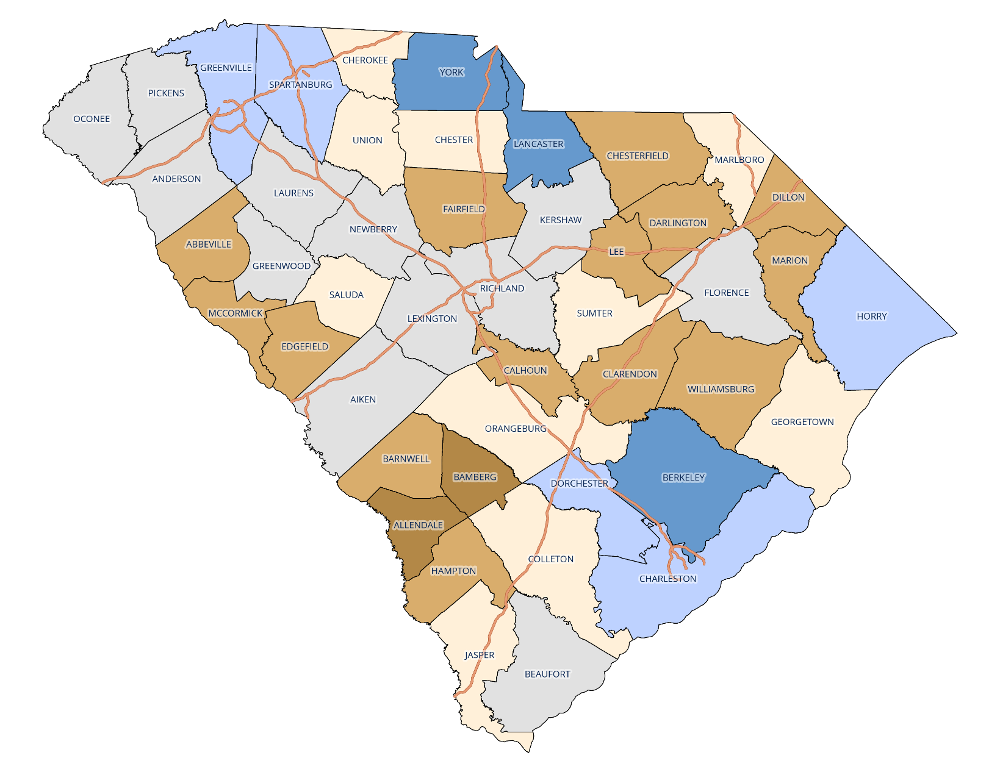 GREENVILLE
CHEROKEE
YORK
SPARTANBURG
PICKENS
OCONEE
UNION
CHESTER
LANCASTER
CHESTERFIELD
MARLBORO
ANDERSON
LAURENS
DILLON
FAIRFIELD
KERSHAW
DARLINGTON
NEWBERRY
ABBEVILLE
LEE
MARION
GREENWOOD
RICHLAND
FLORENCE
SALUDA
MCCORMICK
LEXINGTON
SUMTER
HORRY
EDGEFIELD
CALHOUN
CLARENDON
WILLIAMSBURG
AIKEN
GEORGETOWN
ORANGEBURG
BARNWELL
BAMBERG
DORCHESTER
BERKELEY
ALLENDALE
COLLETON
HAMPTON
CHARLESTON
JASPER
BEAUFORT